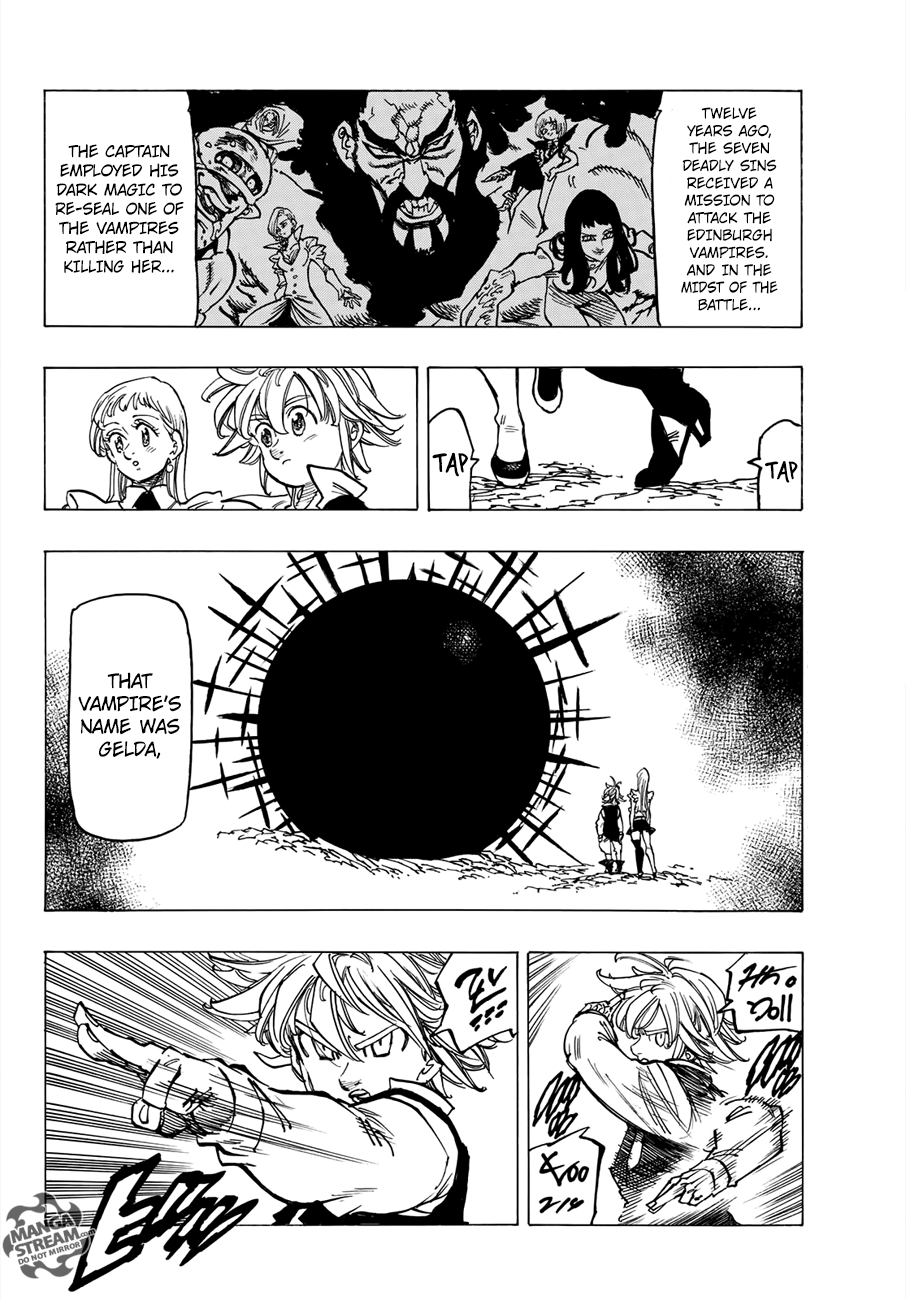 TWELVE
YEARS AGO,
THE SEVEN
DEADLY SINS
RECEIVED A
MISSION TO
ATTACK THE
EDINBURGH
VAMPIRES.
AND IN THE
MIDST OF THE
BATTLE...
THE CAPTAIN
EMPLOYED HIS
DARK MAGIC TO
RE-SEAL ONE OF
THE VAMPIRES
RATHER THAN
KILLING HER...
TAP
TAP
THAT
VAMPIRE'S
NAME WAS
GELDA,
MANGA
STREAM.COM
DO NOT MIRROR